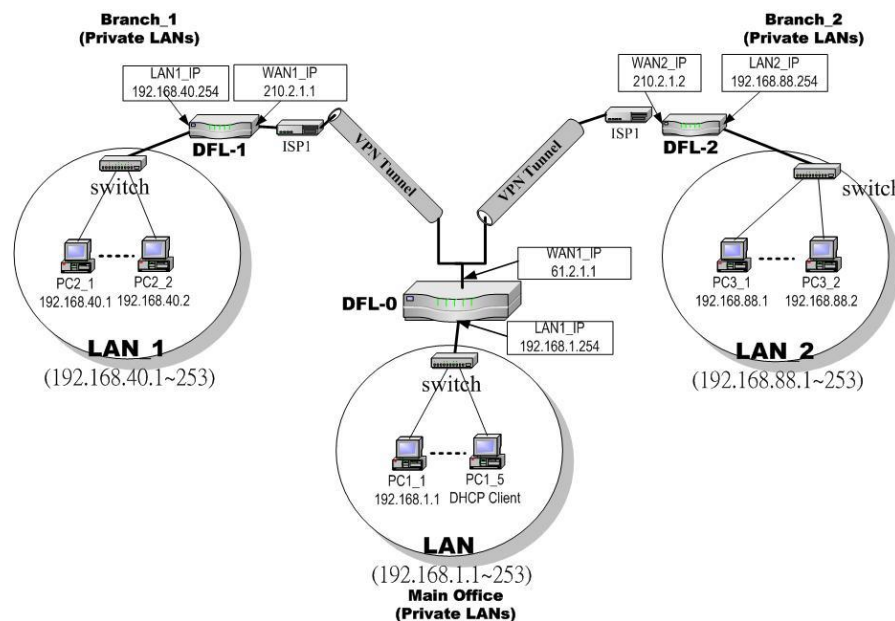 Branch_1
(Private LANs)
Branch_2
(Private LANs)
LAN1_IP
192.168.40.254
WAN1_IP
210.2.1.1
WAN2_IP
210.2.1.2
LAN2_IP
192.168.88.254
DFL-1
ISP1
VPN Tunnel
VPN Tunnel
ISP1
DFL-2
switch
switch
PC2_1
192.168.40.1
PC2_2
192.168.40.2
LAN_1
(192.168.40.1~253)
WAN1_IP
61.2.1.1
DFL-0
LAN1_IP
192.168.1.254
PC3_1
192.168.88.1
PC3_2
192.168.88.2
LAN_2
(192.168.88.1~253)
switch
PC1_1
192.168.1.1
PC1_5
DHCP Client
LAN
(192.168.1.1~253)
Main Office
(Private LANs)